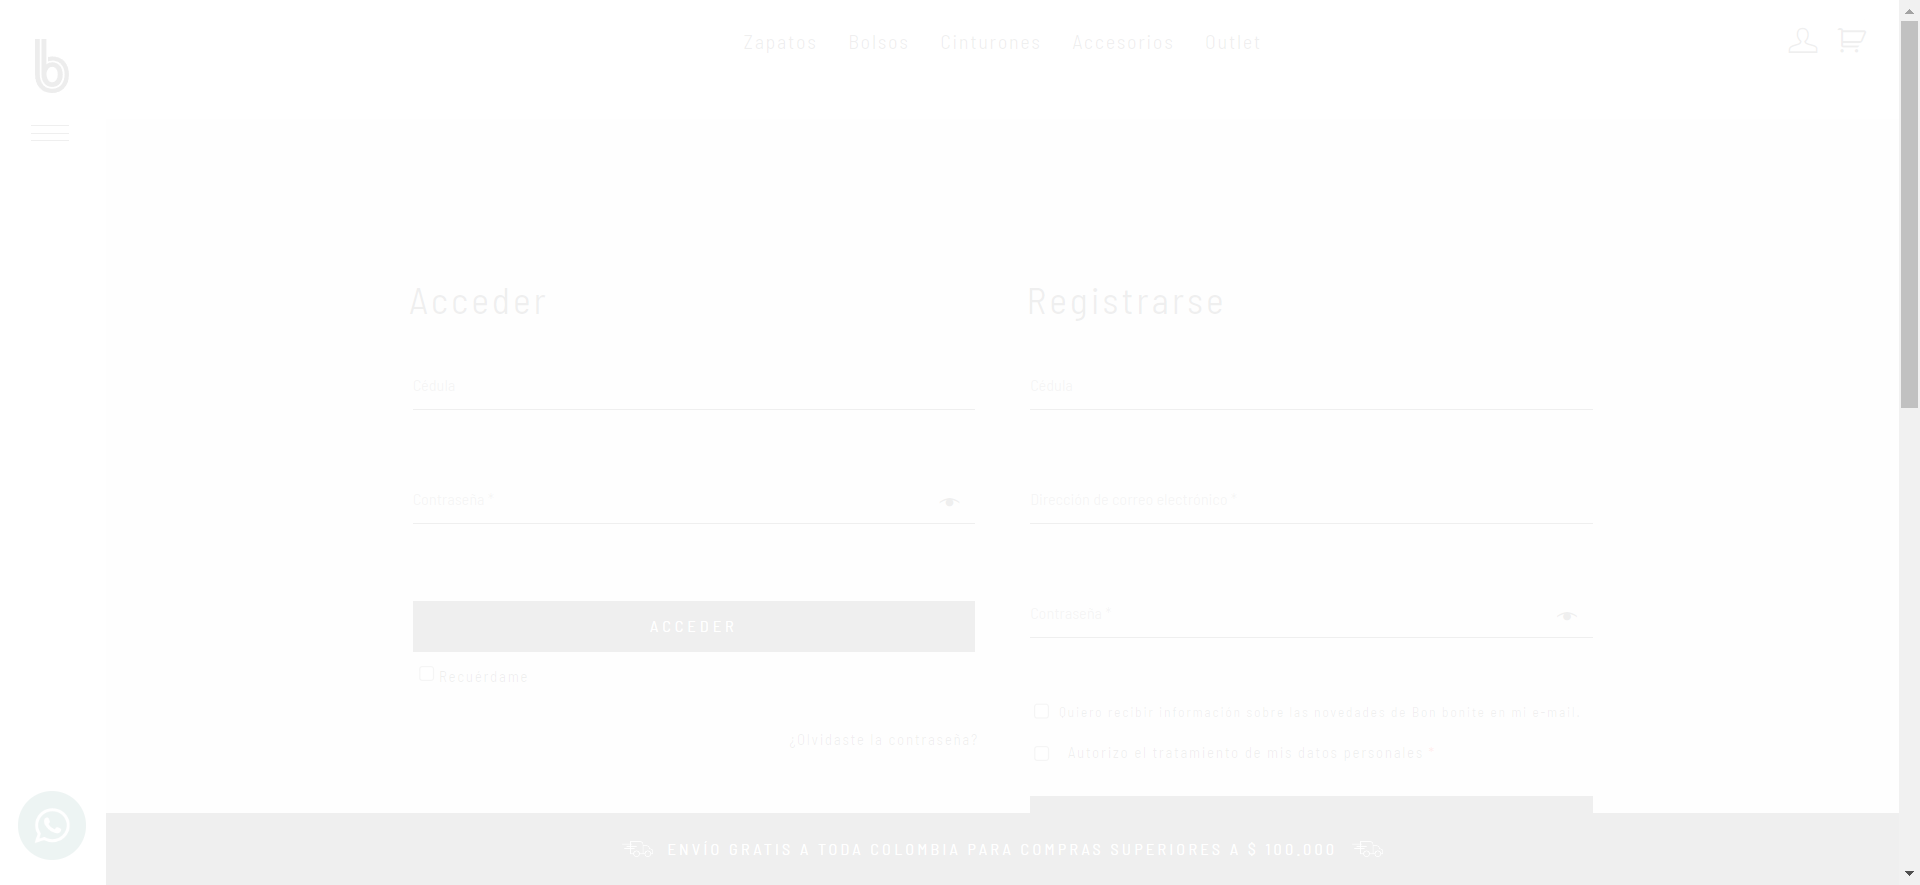 b
Zapatos Bolsos Cinturones Accesorios Outlet
Acceder
Cédula
Contraseña *
ACCEDER
Recuérdame
¿Olvidaste la contraseña?
Registrarse
Cédula
Dirección de correo electrónico *
Contraseña *
Quiero recibir información sobre las novedades de Bon bonite en mi e-mail.
Autorizo el tratamiento de mis datos personales *
ENVÍO GRATIS A TODA COLOMBIA PARA COMPRAS SUPERIORES A $ 100.000